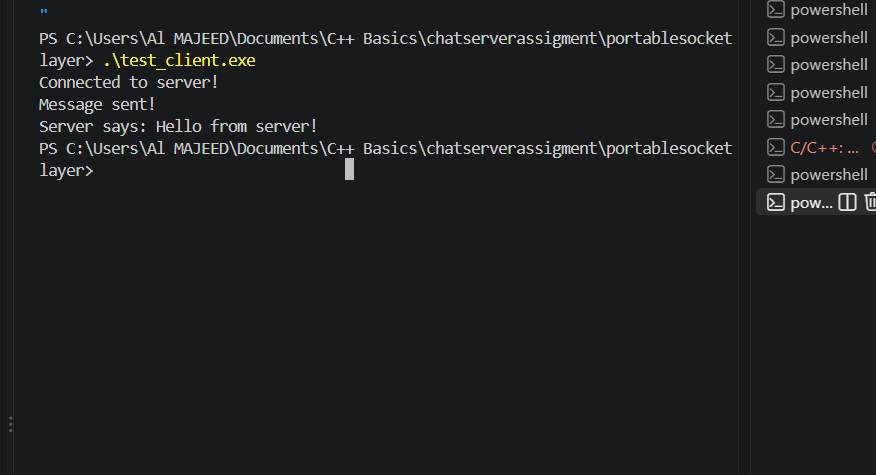 "
PS C:\Users\Al MAJEED\Documents\C++ Basics\chatserverassigment\portablesocket
layer> .\test_client.exe
Connected to server!
Message sent!
Server says: Hello from server!
PS C:\Users\Al MAJEED\Documents\C++ Basics\chatserverassigment\portablesocket
layer>
powershell
powershell
powershell
powershell
powershell
C/C++: ...
powershell
pow...